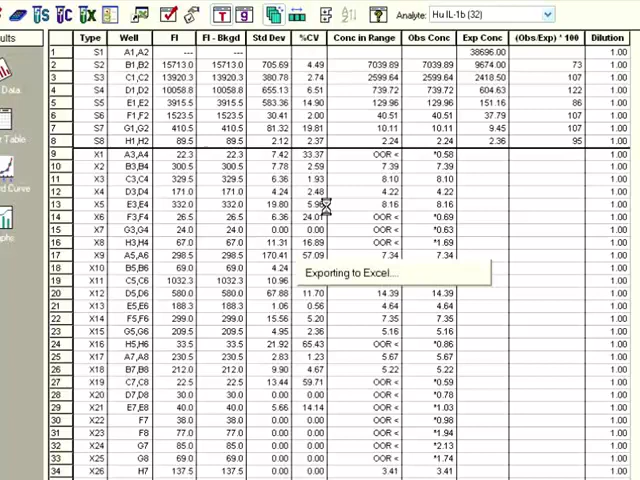 S U C X T 9 Analyte: Hu IL-1b (32)
ults Type Well FI FI - Bkgd Std Dev %CV Conc in Range Obs Conc Exp Conc (Obs/Exp) * 100 Dilution
1 S1 A1,A2 --- --- 38696.00 1.00
2 S2 B1,B2 15713.0 15713.0 705.69 4.49 7039.89 7039.89 9674.00 73 1.00
3 S3 C1,C2 13920.3 13920.3 380.78 2.74 2599.64 2599.64 2418.50 107 1.00
Data. 4 S4 D1,D2 10058.8 10058.8 655.13 6.51 739.72 739.72 604.63 122 1.00
5 S5 E1,E2 3915.5 3915.5 583.36 14.90 129.96 129.96 151.16 86 1.00
6 S6 F1,F2 1523.5 1523.5 30.41 2.00 40.51 40.51 37.79 107 1.00
7 S7 G1,G2 410.5 410.5 81.32 19.81 10.11 10.11 9.45 107 1.00
r Table 8 S8 H1,H2 89.5 89.5 2.12 2.37 2.24 2.24 2.36 95 1.00
9 X1 A3,A4 22.3 22.3 7.42 33.37 OOR < *0.58 1.00
10 X2 B3,B4 300.5 300.5 7.78 2.59 7.39 7.39 1.00
11 X3 C3,C4 329.5 329.5 6.36 1.93 8.16 8.16 1.00
12 X4 D3,D4 171.0 171.0 4.24 2.48 4.22 4.22 1.00
d Curve 13 X5 E3,E4 332.0 332.0 19.80 8.16 8.16 1.00
14 X6 F3,F4 26.5 26.5 6.36 24.01 OOR < *0.69 1.00
15 X7 G3,G4 24.0 24.0 0.00 0.00 OOR < *0.63 1.00
16 X8 H3,H4 67.0 67.0 11.31 16.89 OOR < *1.69 1.00
phs 17 X9 A5,A6 298.5 298.5 170.41 57.09 7.34 7.34 1.00
18 X10 B5,B6 69.0 69.0 4.24 1.00
19 X11 C5,C6 1032.3 1032.3 10.96 1.00
Exporting to Excel....
20 X12 D5,D6 580.0 580.0 67.88 11.70 14.39 14.39 1.00
21 X13 E5,E6 188.3 188.3 1.06 0.56 4.64 4.64 1.00
22 X14 F5,F6 299.0 299.0 15.56 5.20 7.35 7.35 1.00
23 X15 G5,G6 209.5 209.5 4.95 2.36 5.16 5.16 1.00
24 X16 H5,H6 33.5 33.5 21.92 65.43 OOR < *0.86 1.00
25 X17 A7,A8 230.5 230.5 2.83 1.23 5.67 5.67 1.00
26 X18 B7,B8 212.0 212.0 9.90 4.67 5.22 5.22 1.00
27 X19 C7,C8 22.5 22.5 13.44 59.71 OOR < *0.59 1.00
28 X20 D7,D8 30.0 30.0 0.00 0.00 OOR < *0.78 1.00
29 X21 E7,E8 40.0 40.0 5.66 14.14 OOR < *1.03 1.00
30 X22 F7 38.0 38.0 0.00 0.00 OOR < *0.98 1.00
31 X23 F8 77.0 77.0 0.00 0.00 OOR < *1.94 1.00
32 X24 G7 85.0 85.0 0.00 0.00 OOR < *2.13 1.00
33 X25 G8 69.0 69.0 0.00 0.00 OOR < *1.74 1.00
34 X26 H7 137.5 137.5 0.00 0.00 3.41 3.41 1.00